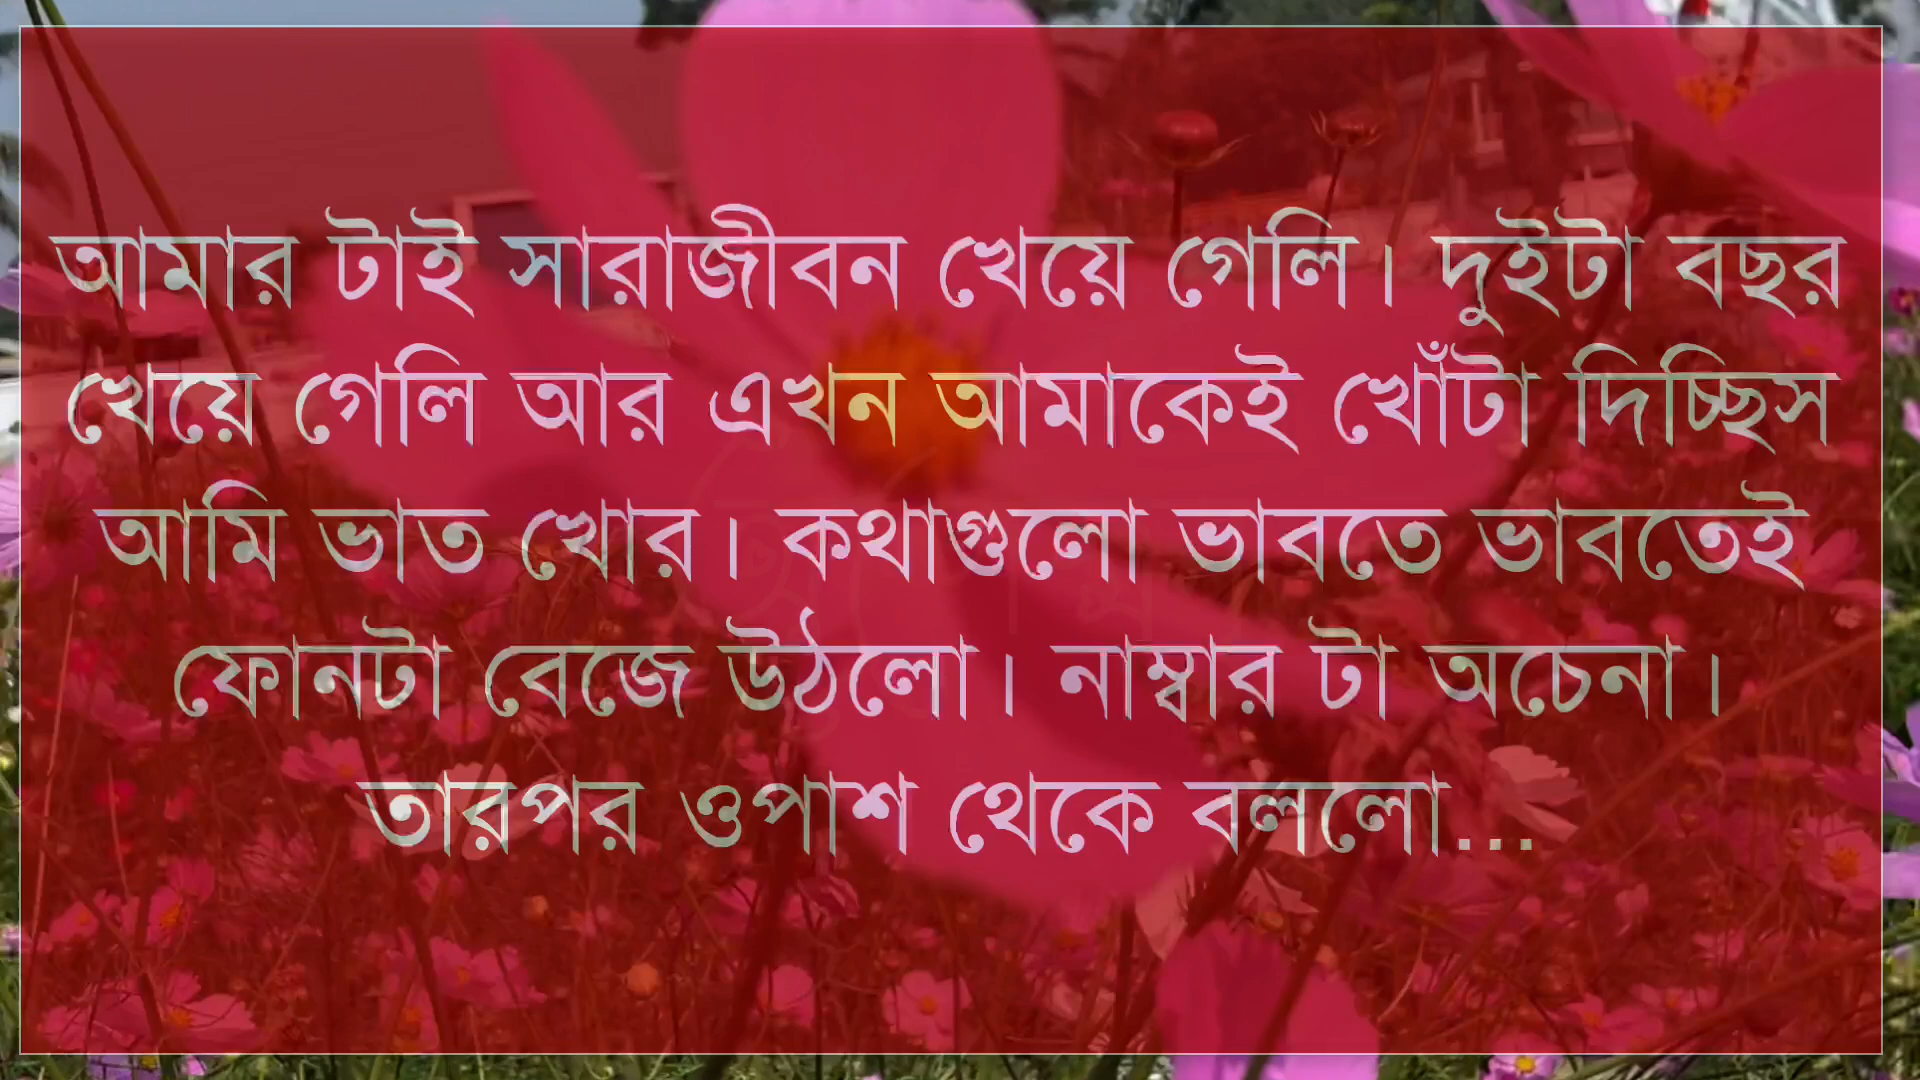 আমার টাই সারাজীবন খেয়ে গেলি। দুইটা বছর
খেয়ে গেলি আর এখন আমাকেই খোঁটা দিচ্ছিস
আমি ভাত খোর। কথাগুলো ভাবতে ভাবতেই
ফোনটা বেজে উঠলো। নাম্বার টা অচেনা।
তারপর ওপাশ থেকে বললো...